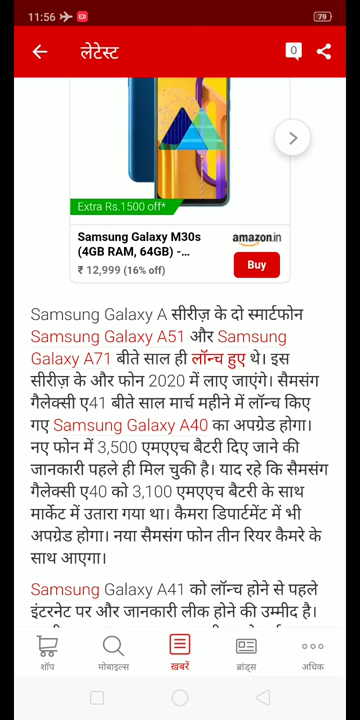 11:56
79
लेटेस्ट
0
Extra Rs.1500 off*
Samsung Galaxy M30s
(4GB RAM, 64GB) -...
₹ 12,999 (16% off)
amazon.in
Buy
Samsung Galaxy A सीरीज़ के दो स्मार्टफोन
Samsung Galaxy A51 और Samsung
Galaxy A71 बीते साल ही लॉन्च हुए थे। इस
सीरीज़ के और फोन 2020 में लाए जाएंगे। सैमसंग
गैलेक्सी ए41 बीते साल मार्च महीने में लॉन्च किए
गए Samsung Galaxy A40 का अपग्रेड होगा।
नए फोन में 3,500 एमएएच बैटरी दिए जाने की
जानकारी पहले ही मिल चुकी है। याद रहे कि सैमसंग
गैलेक्सी ए40 को 3,100 एमएएच बैटरी के साथ
मार्केट में उतारा गया था। कैमरा डिपार्टमेंट में भी
अपग्रेड होगा। नया सैमसंग फोन तीन रियर कैमरे के
साथ आएगा।
Samsung Galaxy A41 को लॉन्च होने से पहले
इंटरनेट पर और जानकारी लीक होने की उम्मीद है।
शॉप
मोबाइल्स
ख़बरें
ब्रांड्स
अधिक